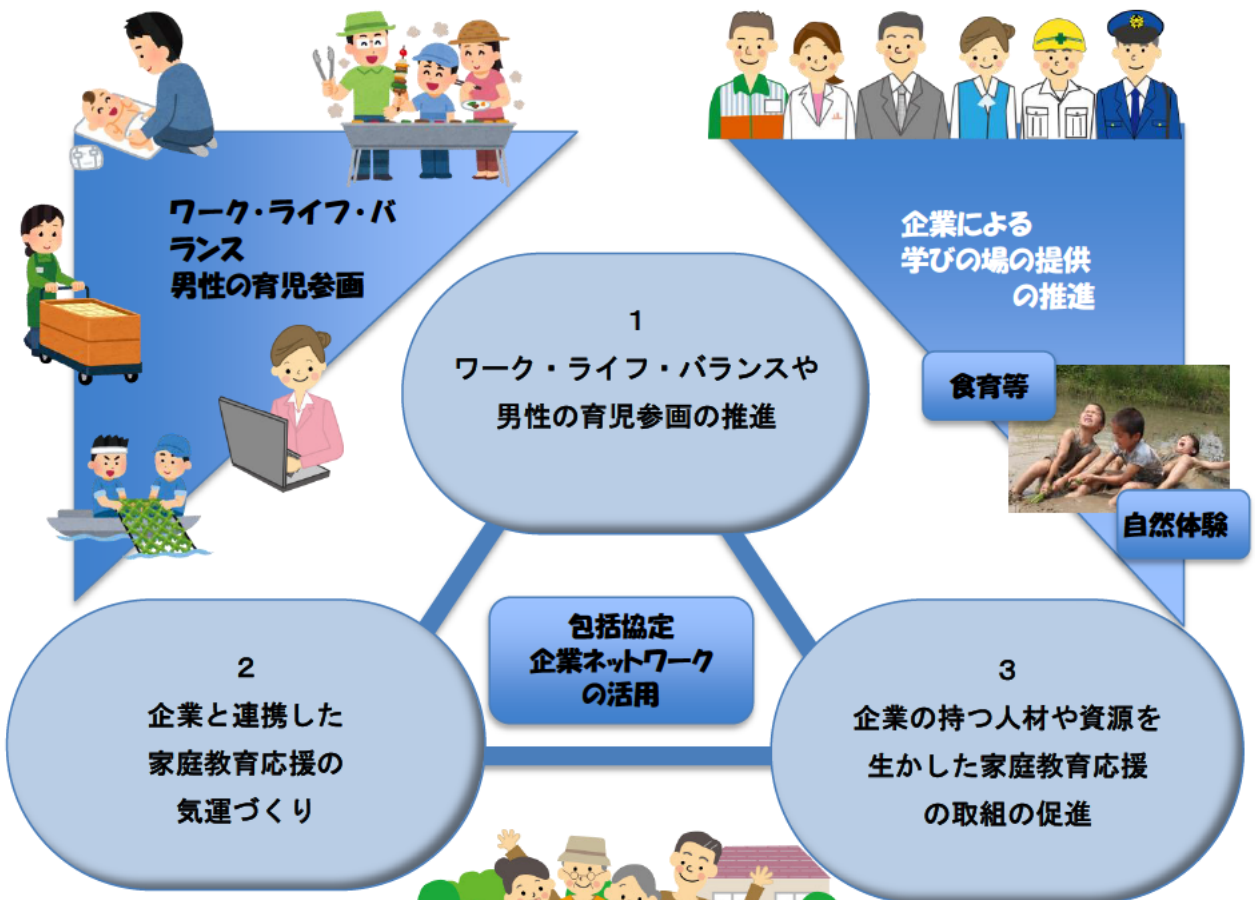 ワーク・ライフ・バ
ランス
男性の育児参画
企業による
学びの場の提供
の推進
1
ワーク・ライフ・バランスや
男性の育児参画の推進
食育等
自然体験
包括協定
企業ネットワーク
の活用
2
企業と連携した
家庭教育応援の
気運づくり
3
企業の持つ人材や資源を
生かした家庭教育応援
の取組の促進